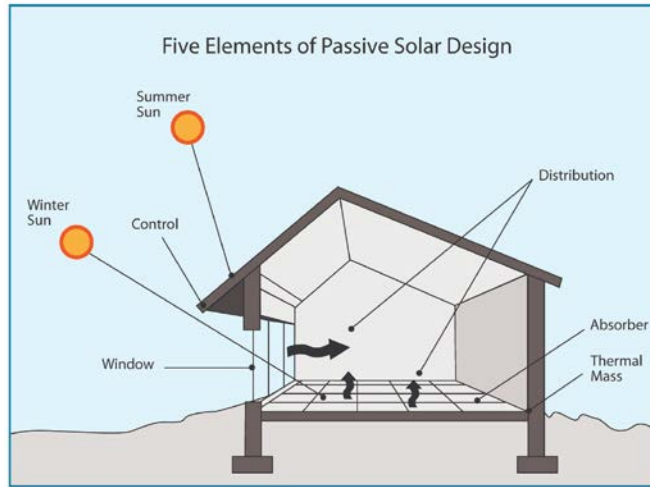 Five Elements of Passive Solar Design
Summer
Sun
Winter
Sun
Control
Distribution
Window
Absorber
Thermal
Mass